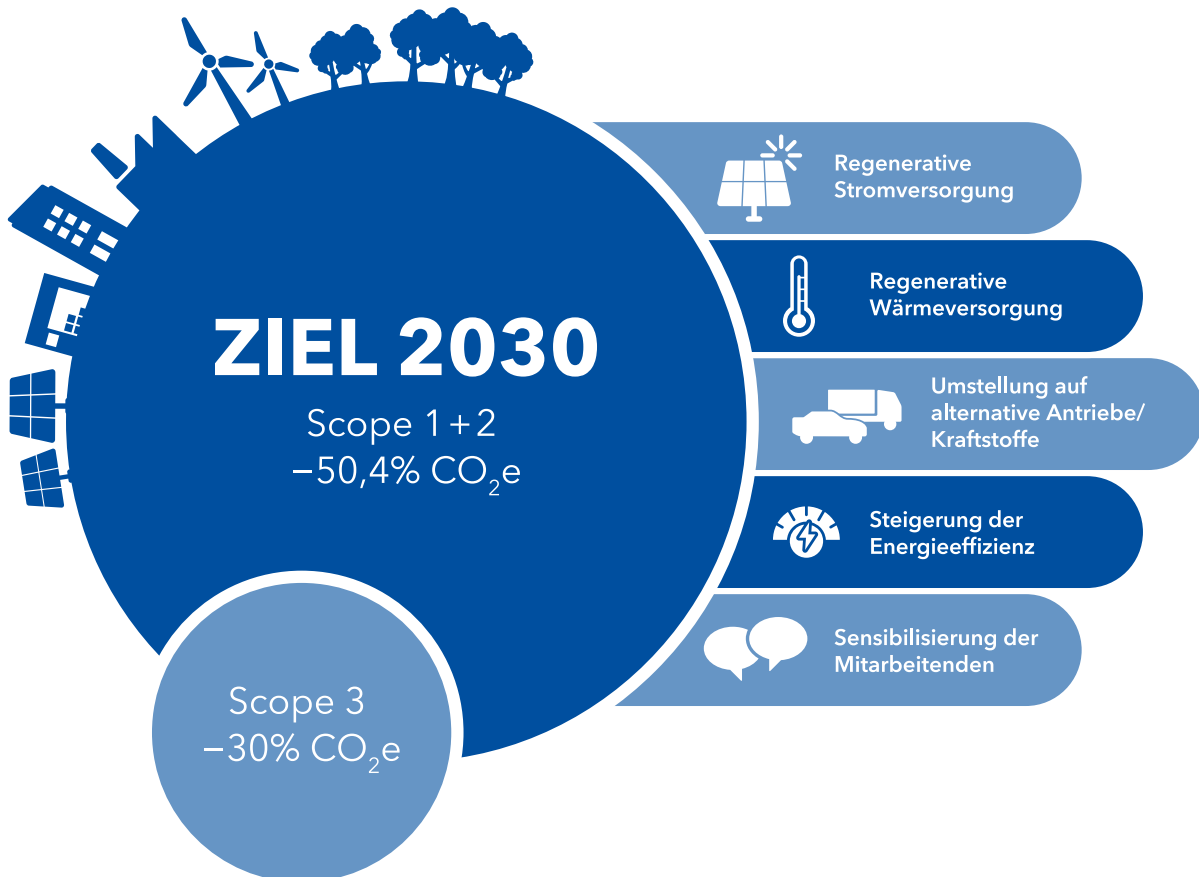 ZIEL 2030
Scope 1+2
–50,4% CO₂e
Scope 3
–30% CO₂e
Regenerative
Stromversorgung
Regenerative
Wärmeversorgung
Umstellung auf
alternative Antriebe/
Kraftstoffe
Steigerung der
Energieeffizienz
Sensibilisierung der
Mitarbeitenden